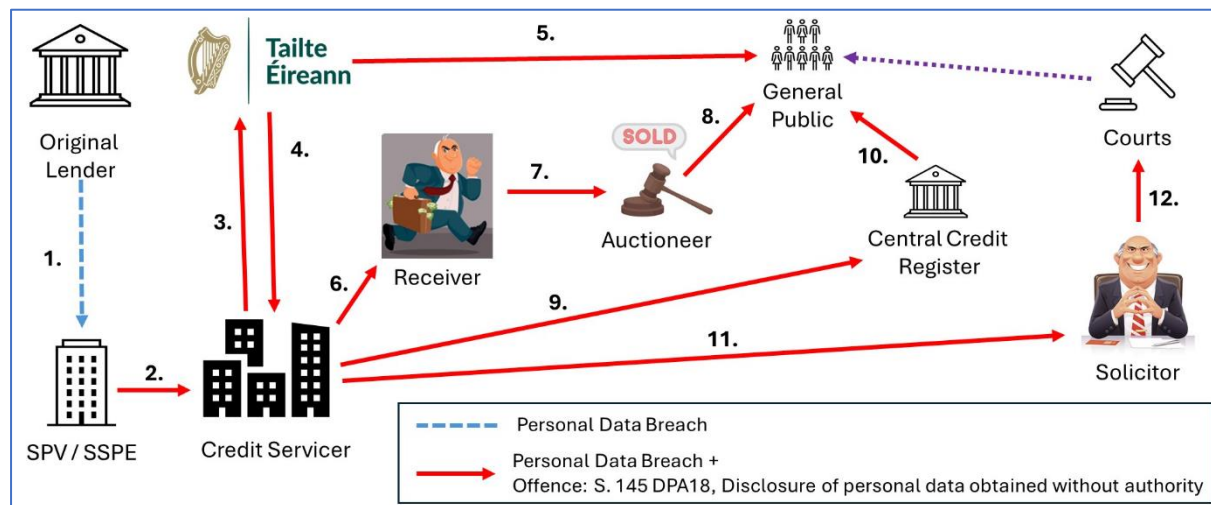 Tailte
Éireann
5.
General
Public
Original
Lender
4.
SOLD
8.
Courts
3.
7.
10.
12.
1.
Auctioneer
Central Credit
Register
Receiver
6.
9.
11.
2.
Solicitor
SPV / SSPE
Credit Servicer
Personal Data Breach
Personal Data Breach +
Offence: S. 145 DPA18, Disclosure of personal data obtained without authority